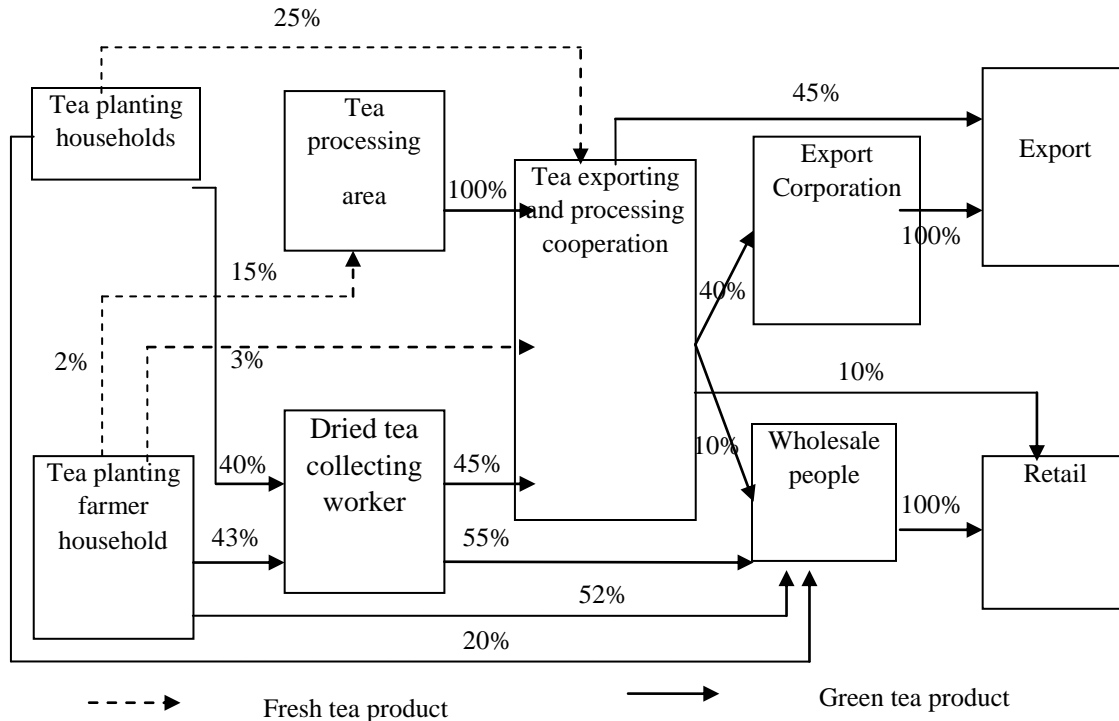 25%
Tea planting
households
Tea
processing
area
45%
Export
Export
Corporation
100%
Tea exporting
and processing
cooperation
100%
15%
40%
2%
3%
10%
Dried tea
collecting
worker
10%
Wholesale
people
Tea planting
farmer
household
40%
45%
Retail
100%
43%
55%
52%
20%
Fresh tea product
Green tea product